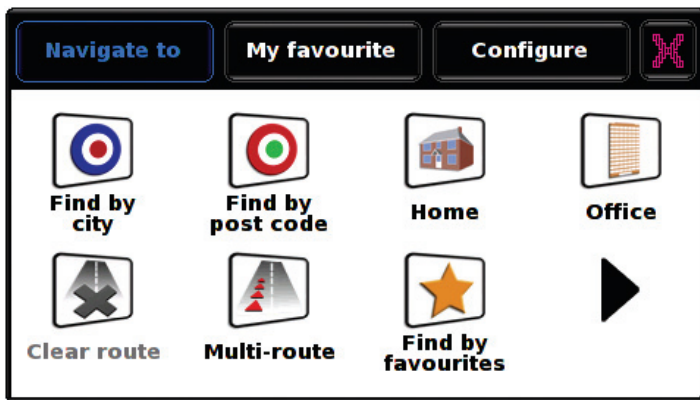 Navigate to
My favourite
Configure
Find by
city
Find by
post code
Home
Office
Clear route
Multi-route
Find by
favourites